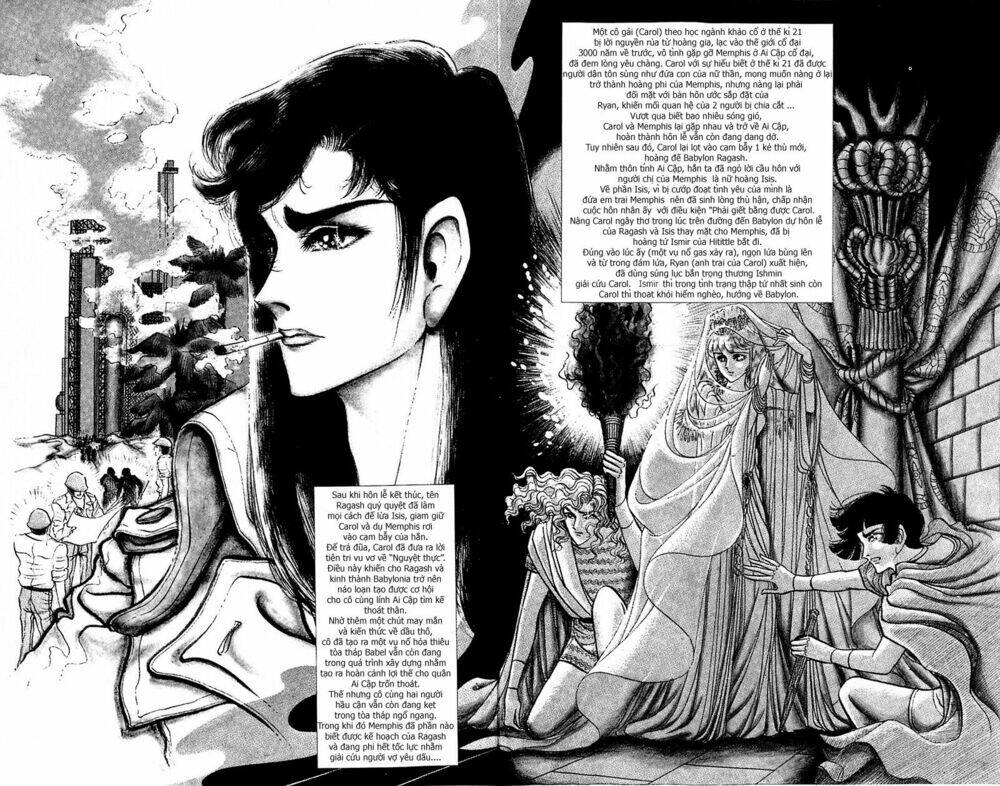 Một cô gái (Carol) theo học ngành khảo cổ ở thế kỉ 21
bị lời nguyền rủa từ hoàng gia, lạc vào thế giới cổ đại
3000 năm về trước, vô tình gặp gỡ Memphis ở Ai Cập cổ đại,
đã đem lòng yêu chàng. Carol với sự hiểu biết ở thế kỉ 21 đã được
người dân tôn sùng như đứa con của nữ thần, mong muốn nàng ở lại
trở thành hoàng phi của Memphis, nhưng nàng lại phải
đối mặt với bản hôn ước sắp đặt của
Ryan, khiến mối quan hệ của 2 người bị chia cắt ...
Vượt qua biết bao nhiêu sóng gió,
Carol và Memphis lại gặp nhau và trở về Ai Cập,
hoàn thành hôn lễ vẫn còn đang dang dở.
Tuy nhiên sau đó, Carol lại lọt vào cạm bẫy 1 kẻ thù mới,
hoàng đế Babylon Ragash.
Nhằm thôn tính Ai Cập, hắn ta đã ngỏ lời cầu hôn với
người chị của Memphis là nữ hoàng Isis.
Về phần Isis, vì bị cướp đoạt tình yêu của mình là
đứa em trai Memphis nên đã sinh lòng thù hận, chấp nhận
cuộc hôn nhân ấy với điều kiện "Phải giết bằng được Carol.
Nàng Carol ngây thơ trong lúc trên đường đến Babylon dự hôn lễ
của Ragash và Isis thay mặt cho Memphis, đã bị
hoàng tử Ismir của Hitittle bắt đi.
Đúng vào lúc ấy (một vụ nổ gas xảy ra), ngọn lửa bùng lên
và từ trong đám lửa, Ryan (anh trai của Carol) xuất hiện,
đã dùng súng lục bắn trọng thương Ishmin
giải cứu Carol. Ismir thì trong tình trạng thập tử nhất sinh còn
Carol thì thoat khỏi hiểm nghèo, hướng về Babylon.
Sau khi hôn lễ kết thúc, tên
Ragash quỷ quyệt đã làm
mọi cách để lừa Isis, giam giữ
Carol và dụ Memphis rơi
vào cạm bẫy của hắn.
Để trả đũa, Carol đã đưa ra lời
tiên tri vu vơ về "Nguyệt thực".
Điều này khiến cho Ragash và
kinh thành Babylonia trở nên
náo loạn tạo được cơ hội
cho cô cùng lính Ai Cập tìm kế
thoát thân.
Nhờ thêm một chút may mắn
và kiến thức về dầu thô,
cô đã tạo ra một vụ nổ hỏa thiêu
tòa tháp Babel vẫn còn đang
trong quá trình xây dựng nhằm
tạo ra hoàn cảnh lợi thế cho quân
Ai Cập trốn thoát.
Thế nhưng cô cùng hai người
hầu cận vẫn còn đang kẹt
trong tòa tháp ngổ ngang.
Trong khi đó Memphis đã phần nào
biết được kế hoạch của Ragash
và đang phi hết tốc lực nhằm
giải cứu người vợ yêu dấu....